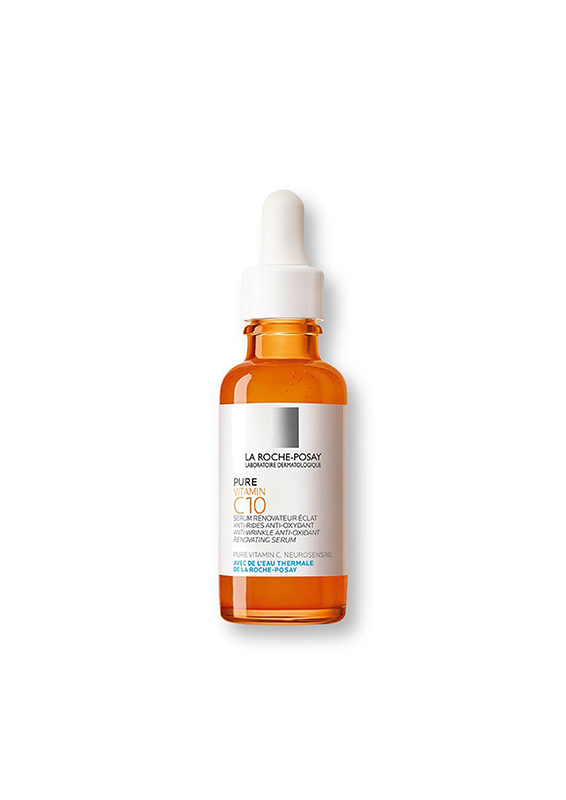 LA ROCHE-POSAY
LABORATOIRE DERMATOLOGIQUE
PURE
VITAMIN
C10
SÉRUM RÉNOVATEUR ÉCLAT
ANTI-RIDES ANTI-OXYDANT
ANTI-WRINKLE ANTI-OXIDANT
RENOVATING SERUM
PURE VITAMIN C, NEUROSENSINE
AVEC DE L'EAU THERMALE
DE LA ROCHE-POSAY